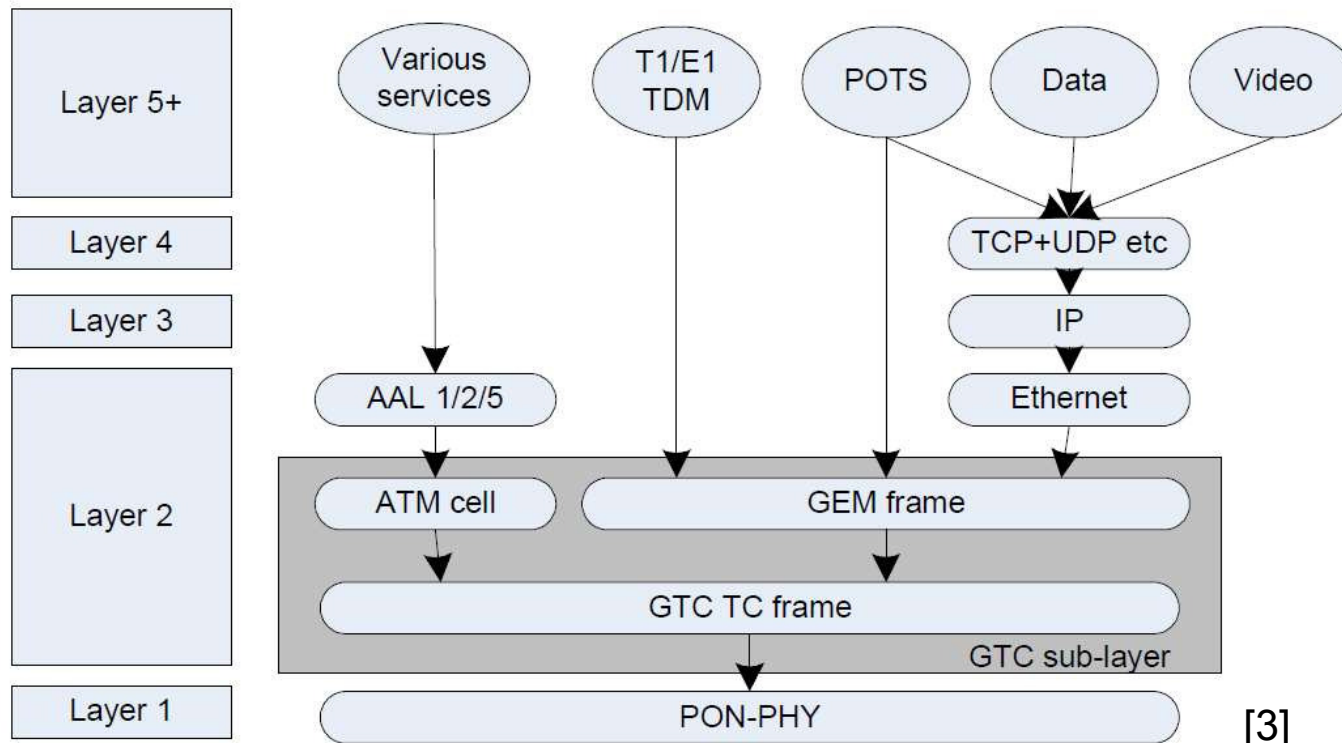 Layer 5+
Various
services
T1/E1
TDM
POTS
Data
Video
Layer 4
TCP+UDP etc
Layer 3
IP
Layer 2
AAL 1/2/5
Ethernet
ATM cell
GEM frame
GTC TC frame
GTC sub-layer
Layer 1
PON-PHY
[3]